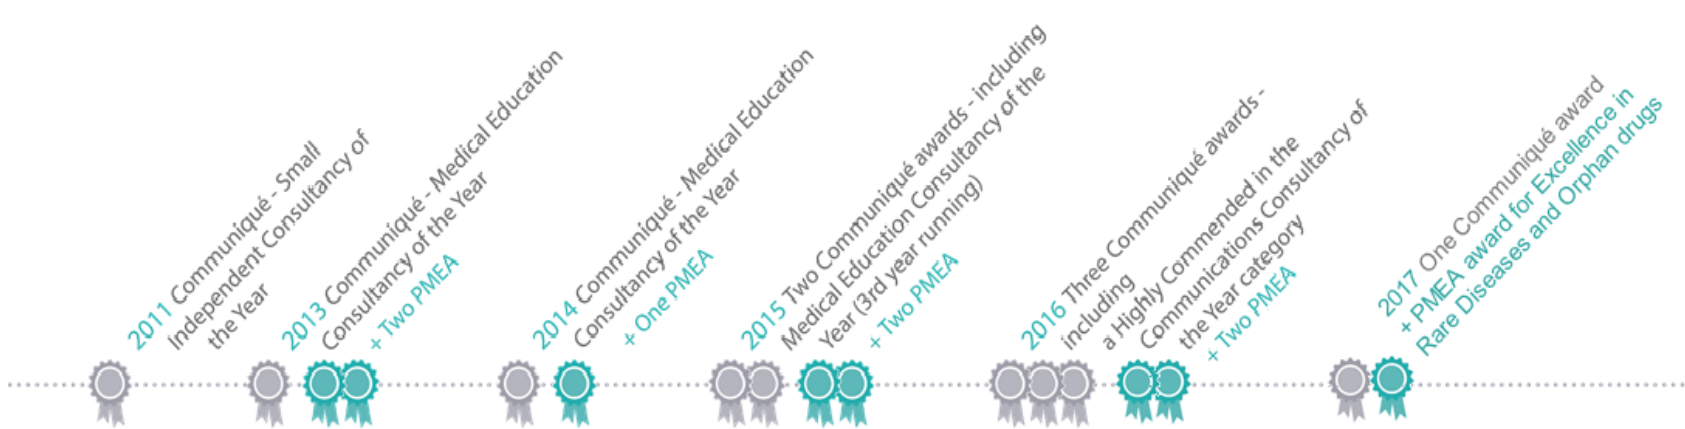 2011 Communiqué - Small
Independent Consultancy of
the Year
2013 Communiqué - Medical Education
Consultancy of the Year
+ Two PMEA
2014 Communiqué - Medical Education
Consultancy of the Year
+ One PMEA
2015 Two Communiqué awards - including
Medical Education Consultancy of the
Year (3rd year running)
+ Two PMEA
2016 Three Communiqué awards -
including
a Highly Commended in the
Communications Consultancy of
the Year category
+ Two PMEA
2017 One Communiqué award
+ PMEA award for Excellence in
Rare Diseases and Orphan drugs